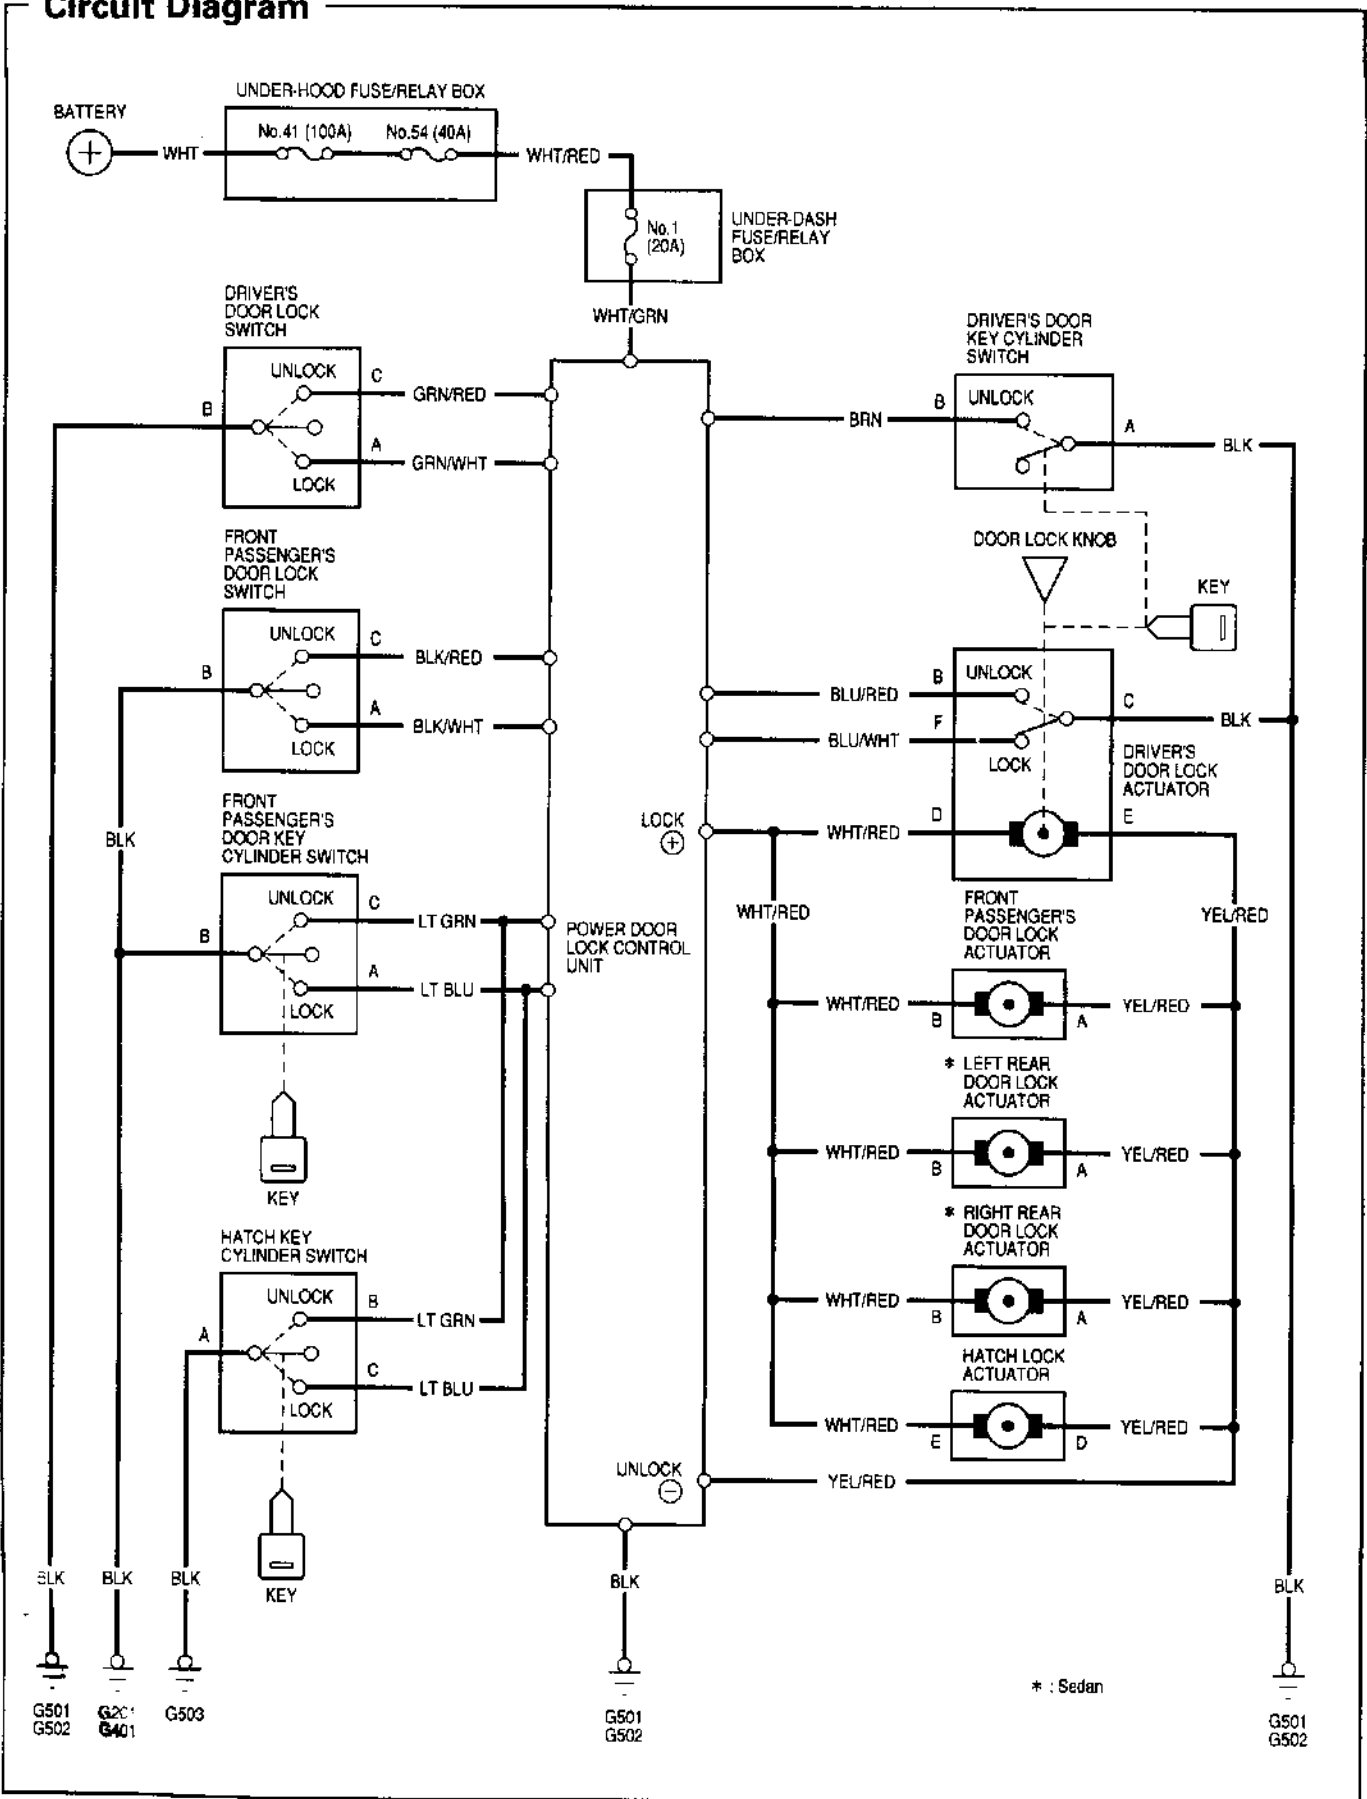 Circuit Diagram
UNDER-HOOD FUSE/RELAY BOX
BATTERY
No.41 (100A)
No.54 (40A)
WHT
WHT/RED
No.1
(20A)
UNDER-DASH
FUSE/RELAY
BOX
WHT/GRN
DRIVER'S
DOOR LOCK
SWITCH
UNLOCK
C
GRN/RED
B
A
GRN/WHT
LOCK
DRIVER'S DOOR
KEY CYLINDER
SWITCH
UNLOCK
B
BRN
A
BLK
FRONT
PASSENGER'S
DOOR LOCK
SWITCH
UNLOCK
C
BLK/RED
B
A
BLK/WHT
LOCK
DOOR LOCK KNOB
KEY
UNLOCK
B
BLU/RED
C
BLK
F
BLU/WHT
LOCK
DRIVER'S
DOOR LOCK
ACTUATOR
LOCK
+
WHT/RED
D
E
WHT/RED
YEL/RED
FRONT
PASSENGER'S
DOOR KEY
CYLINDER SWITCH
BLK
UNLOCK
C
LT GRN
B
A
LT BLU
LOCK
KEY
POWER DOOR
LOCK CONTROL
UNIT
FRONT
PASSENGER'S
DOOR LOCK
ACTUATOR
WHT/RED
B
A
YEL/RED
* LEFT REAR
DOOR LOCK
ACTUATOR
WHT/RED
B
A
YEL/RED
* RIGHT REAR
DOOR LOCK
ACTUATOR
WHT/RED
B
A
YEL/RED
HATCH KEY
CYLINDER SWITCH
UNLOCK
B
LT GRN
A
C
LT BLU
LOCK
KEY
HATCH LOCK
ACTUATOR
WHT/RED
E
D
YEL/RED
UNLOCK
−
YEL/RED
BLK
BLK
BLK
BLK
BLK
G501
G502
G401
G503
G501
G502
* : Sedan
G501
G502